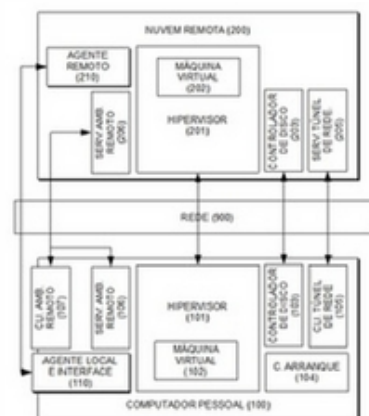 NUVEM REMOTA (200)
AGENTE
REMOTO
(210)
MÁQUINA
VIRTUAL
(202)
HIPERVISOR
(201)
SERV. AMB.
REMOTO
(206)
CONTROLADOR
DE DISCO
(203)
SERV. TÚNEL
DE REDE.
(205)
REDE (900)
CLI. AMB.
REMOTO
(107)
SERV. AMB.
REMOTO
(106)
HIPERVISOR
(101)
CONTROLADOR
DE DISCO
(103)
CLI. TÚNEL
DE REDE
(105)
MÁQUINA
VIRTUAL
(102)
AGENTE LOCAL
E INTERFACE
(110)
C. ARRANQUE
(104)
COMPUTADOR PESSOAL (100)